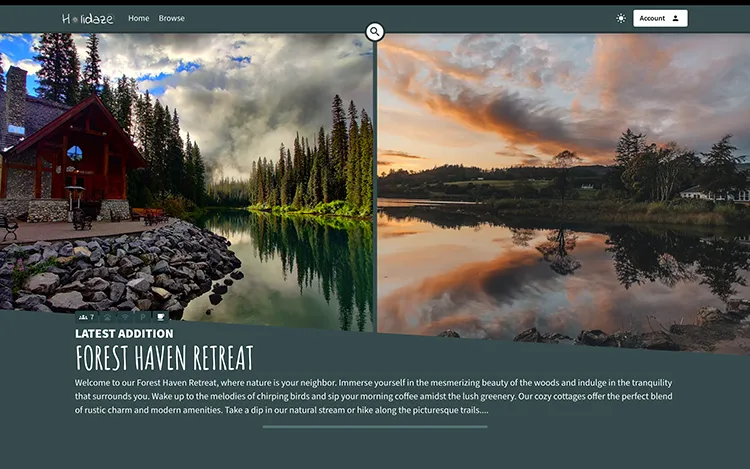 Holidaze
Home
Browse
Account
7
P
LATEST ADDITION
FOREST HAVEN RETREAT
Welcome to our Forest Haven Retreat, where nature is your neighbor. Immerse yourself in the mesmerizing beauty of the woods and indulge in the tranquility
that surrounds you. Wake up to the melodies of chirping birds and sip your morning coffee amidst the lush greenery. Our cozy cottages offer the perfect blend
of rustic charm and modern amenities. Take a dip in our natural stream or hike along the picturesque trails....